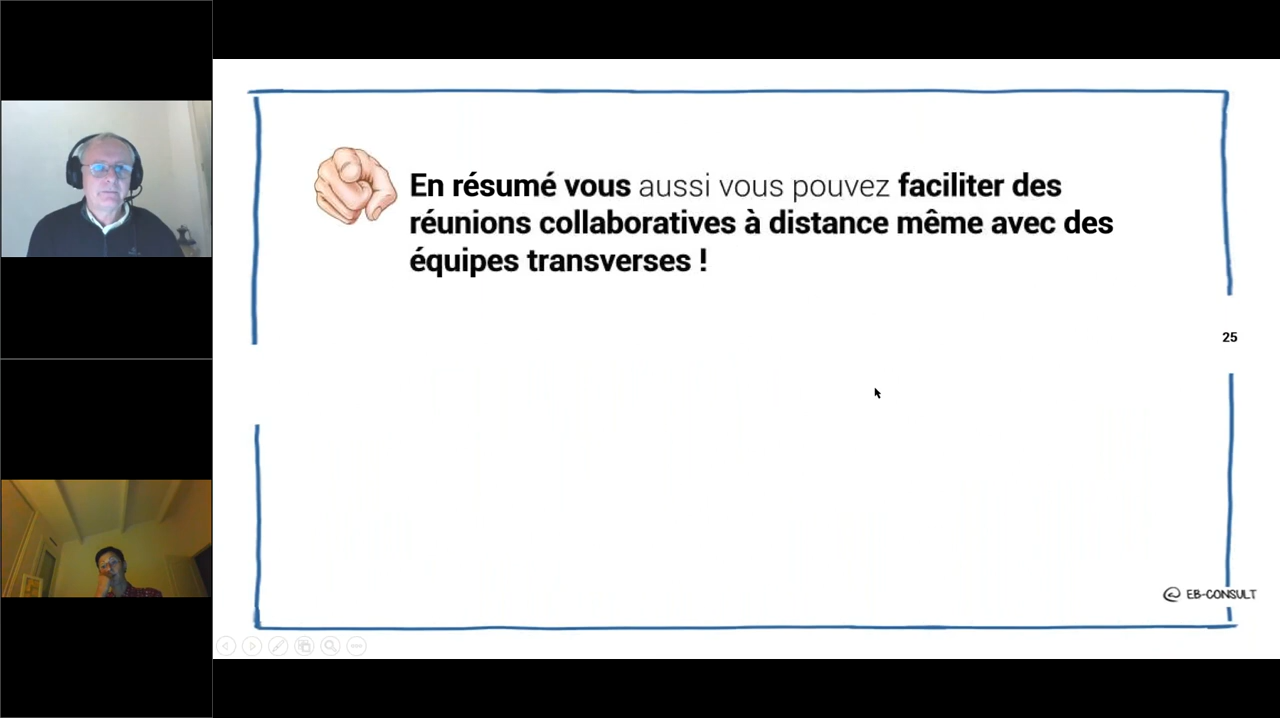 En résumé vous aussi vous pouvez faciliter des
réunions collaboratives à distance même avec des
équipes transverses !
25
@ EB-CONSULT